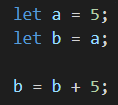 let a = 5;
let b = a;
b = b + 5;